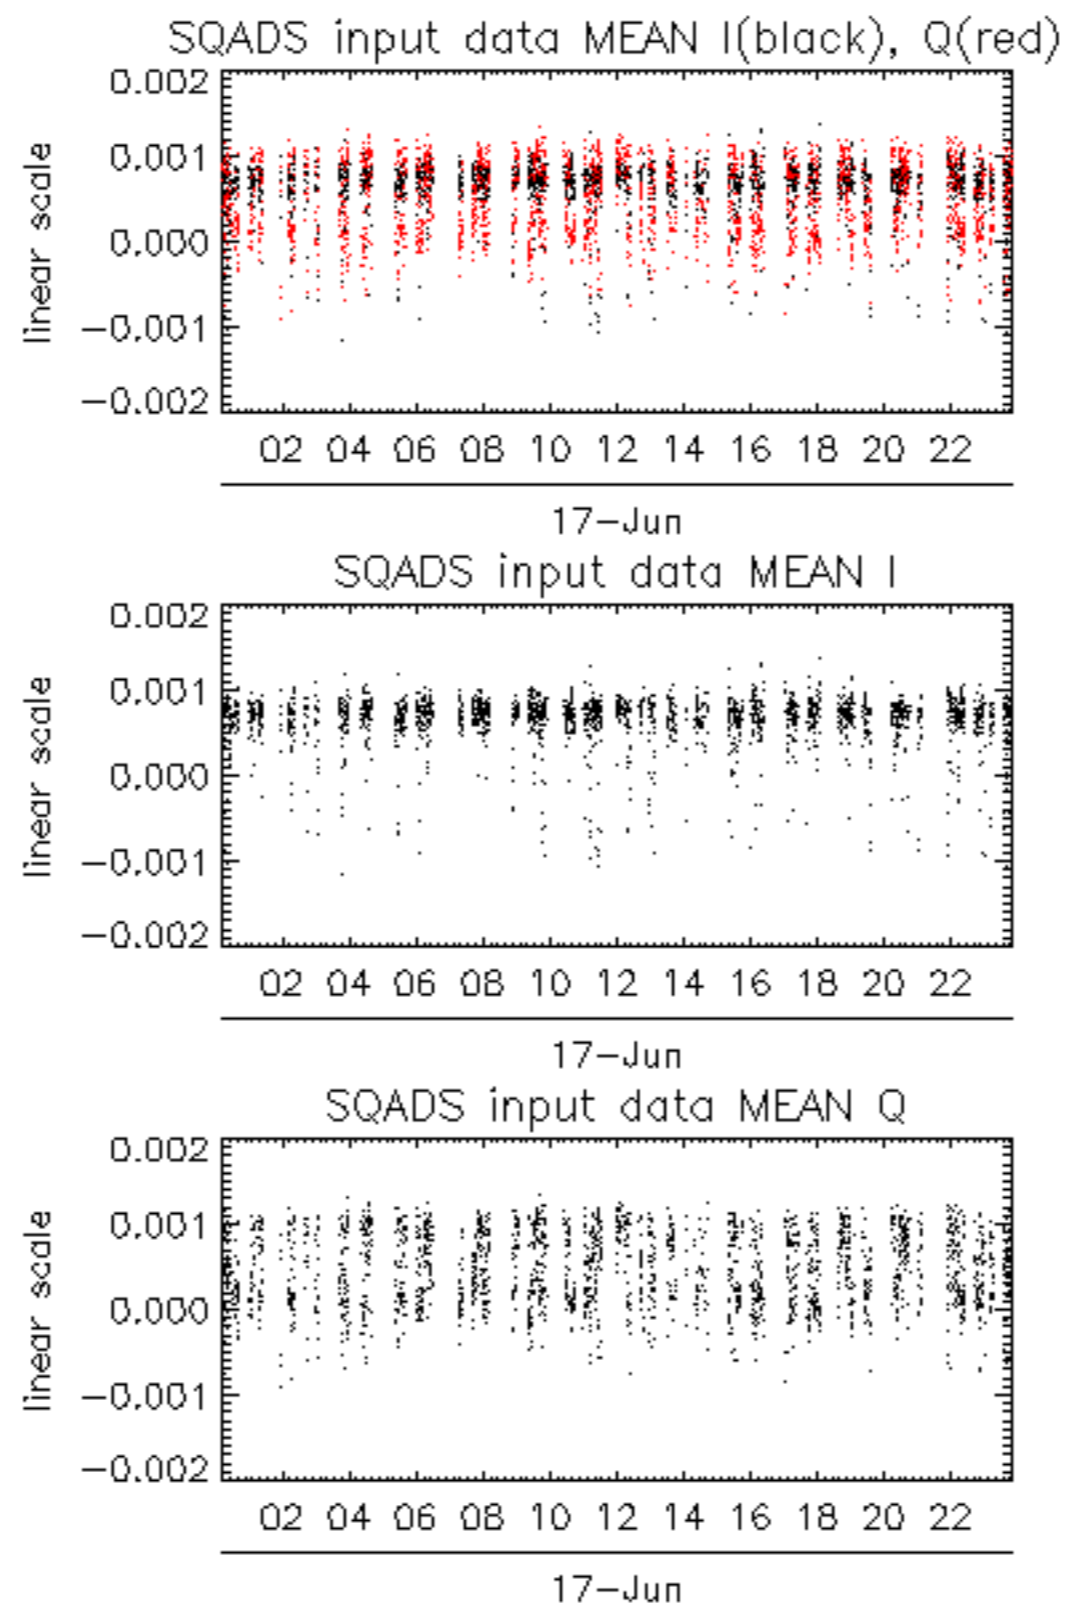 SQADS input data MEAN I(black), Q(red)
0.002
0.001
0.000
−0.001
−0.002
linear scale
02 04 06 08 10 12 14 16 18 20 22
17−Jun
SQADS input data MEAN I
0.002
0.001
0.000
−0.001
−0.002
linear scale
02 04 06 08 10 12 14 16 18 20 22
17−Jun
SQADS input data MEAN Q
0.002
0.001
0.000
−0.001
−0.002
linear scale
02 04 06 08 10 12 14 16 18 20 22
17−Jun